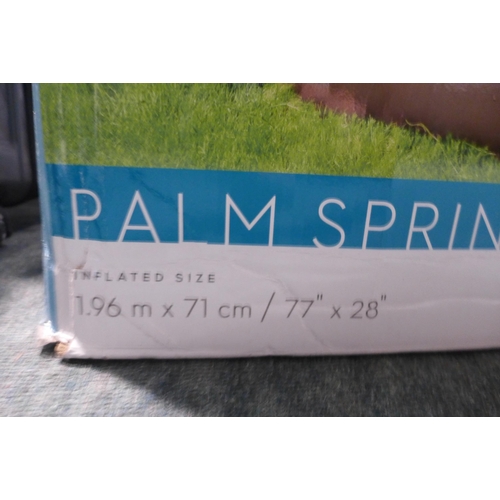 PALM SPRIN
INFLATED SIZE
1.96 m x 71 cm / 77" x 28"